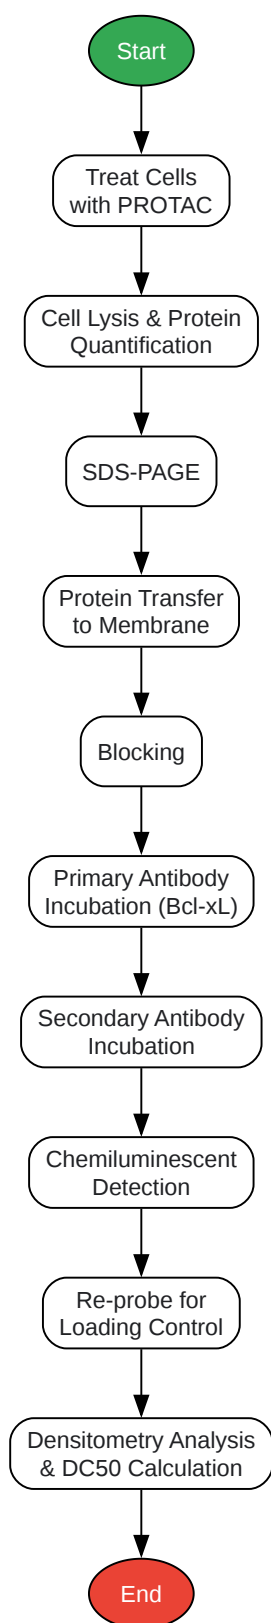 Start
Treat Cells
with PROTAC
Cell Lysis & Protein
Quantification
SDS-PAGE
Protein Transfer
to Membrane
Blocking
Primary Antibody
Incubation (Bcl-xL)
Secondary Antibody
Incubation
Chemiluminescent
Detection
Re-probe for
Loading Control
Densitometry Analysis
& DC50 Calculation
End